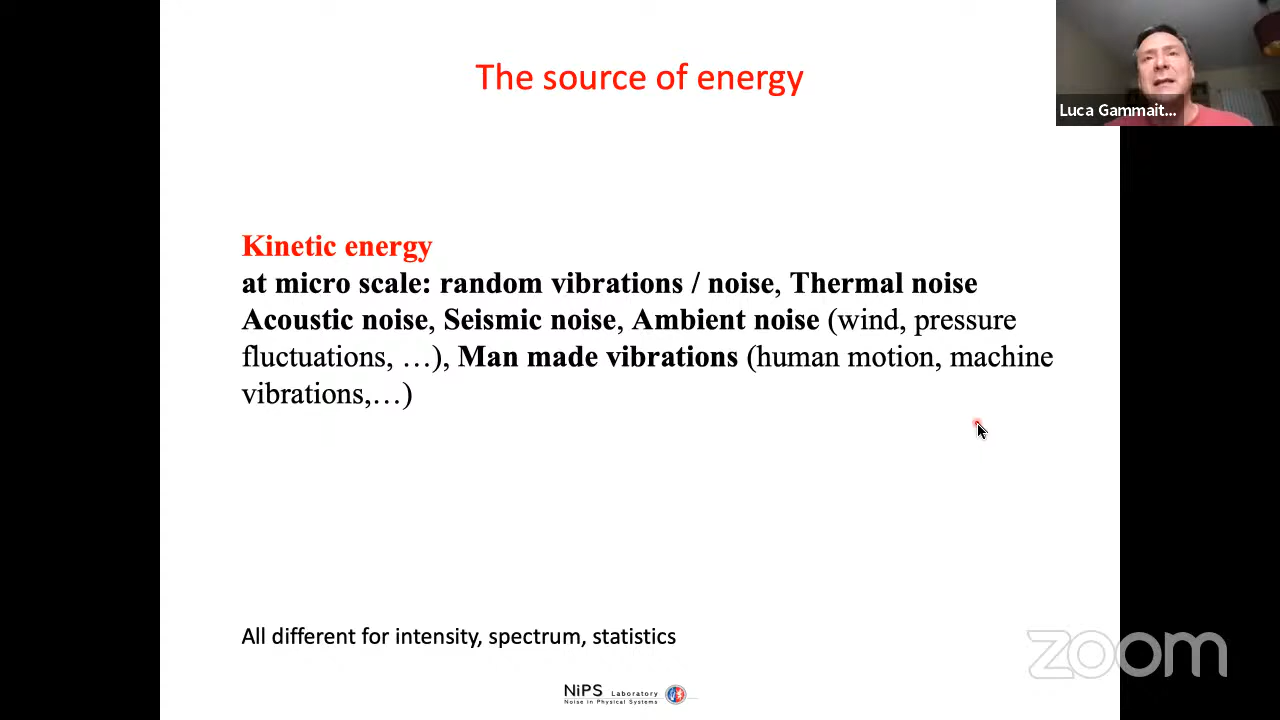 The source of energy
Luca Gammait...
Kinetic energy
at micro scale: random vibrations / noise, Thermal noise
Acoustic noise, Seismic noise, Ambient noise (wind, pressure
fluctuations, …), Man made vibrations (human motion, machine
vibrations,…)
All different for intensity, spectrum, statistics
zoom
NiPS Laboratory
Noise in Physical Systems